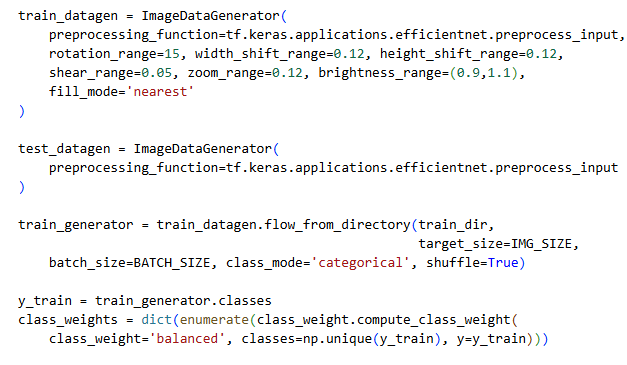 train_datagen = ImageDataGenerator(
    preprocessing_function=tf.keras.applications.efficientnet.preprocess_input,
    rotation_range=15, width_shift_range=0.12, height_shift_range=0.12,
    shear_range=0.05, zoom_range=0.12, brightness_range=(0.9,1.1),
    fill_mode='nearest'
)
test_datagen = ImageDataGenerator(
    preprocessing_function=tf.keras.applications.efficientnet.preprocess_input
)
train_generator = train_datagen.flow_from_directory(train_dir,
                                                    target_size=IMG_SIZE,
    batch_size=BATCH_SIZE, class_mode='categorical', shuffle=True)
y_train = train_generator.classes
class_weights = dict(enumerate(class_weight.compute_class_weight(
    class_weight='balanced', classes=np.unique(y_train), y=y_train)))